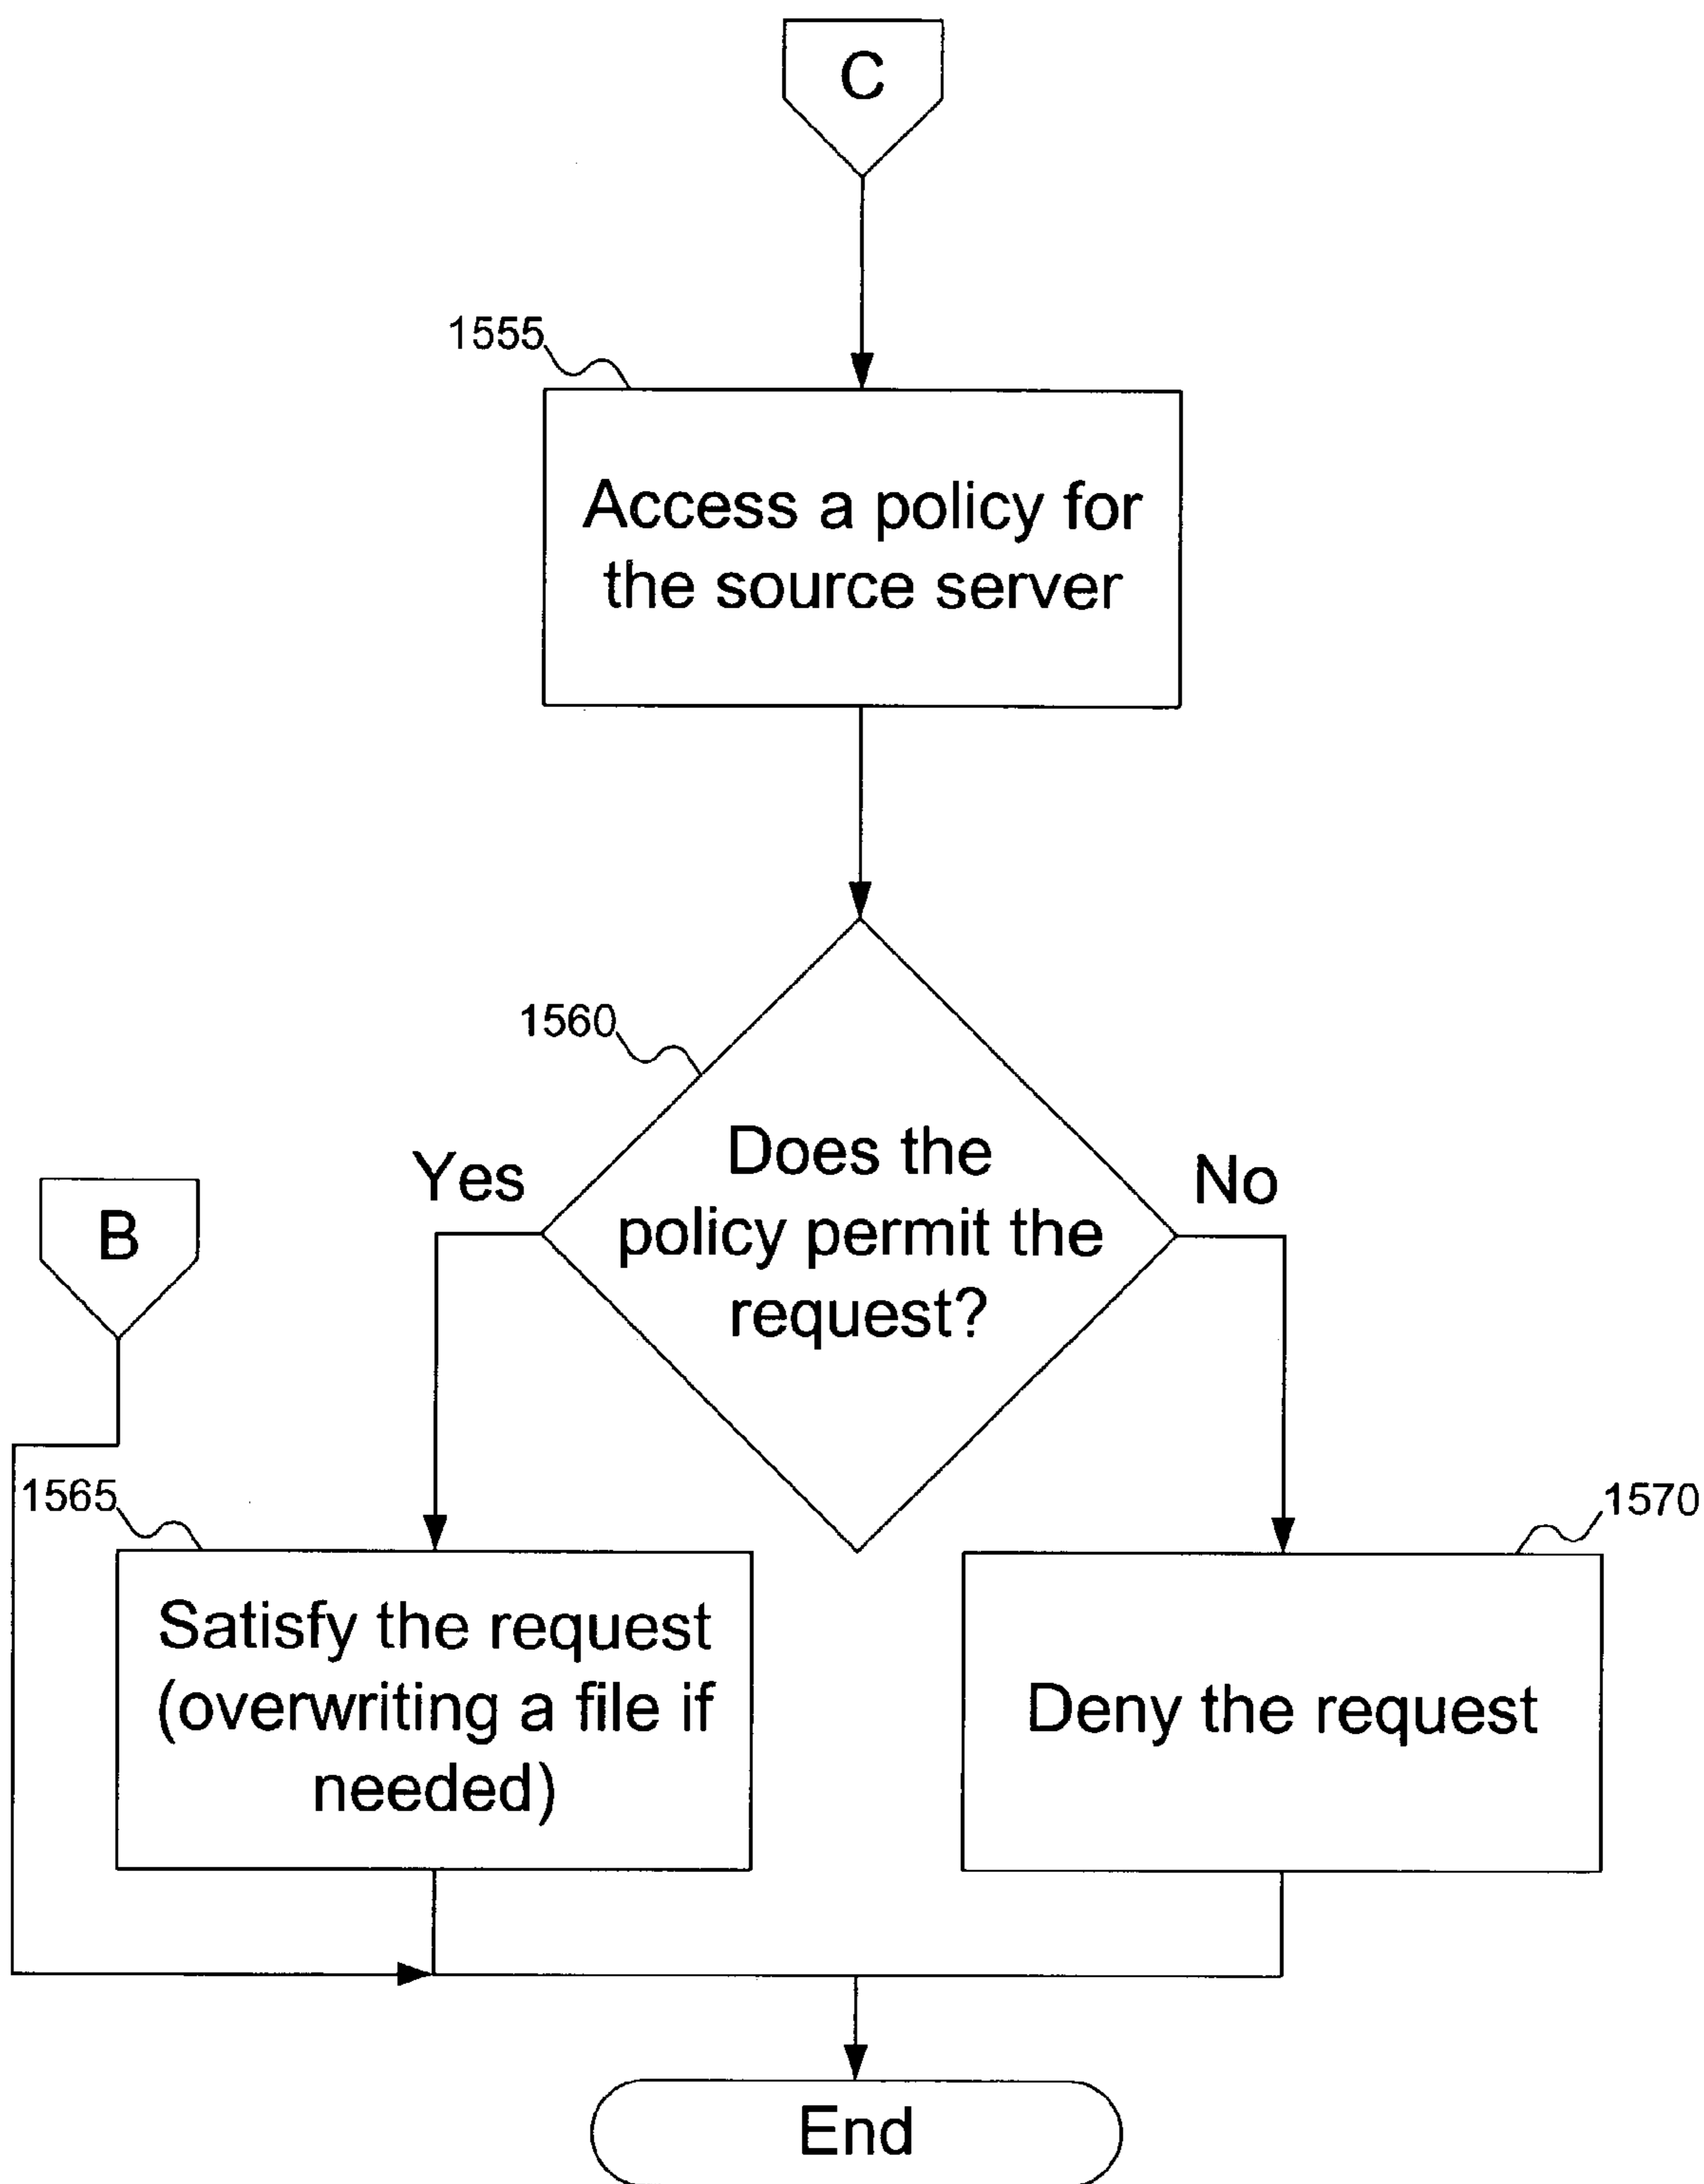 C
1555
Access a policy for
the source server
1560
Does the
policy permit the
request?
Yes
No
B
1565
Satisfy the request
(overwriting a file if
needed)
1570
Deny the request
End